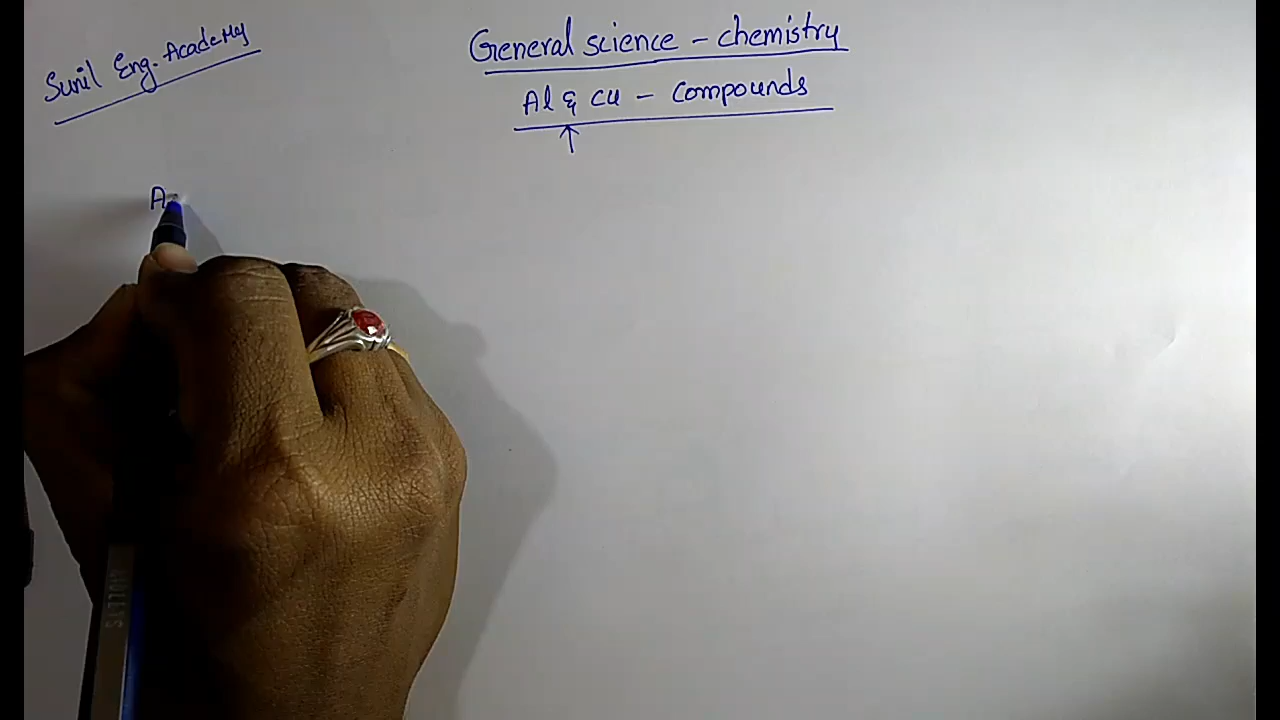 Sunil Eng. Academy
General science - chemistry
Al & Cu - Compounds
A